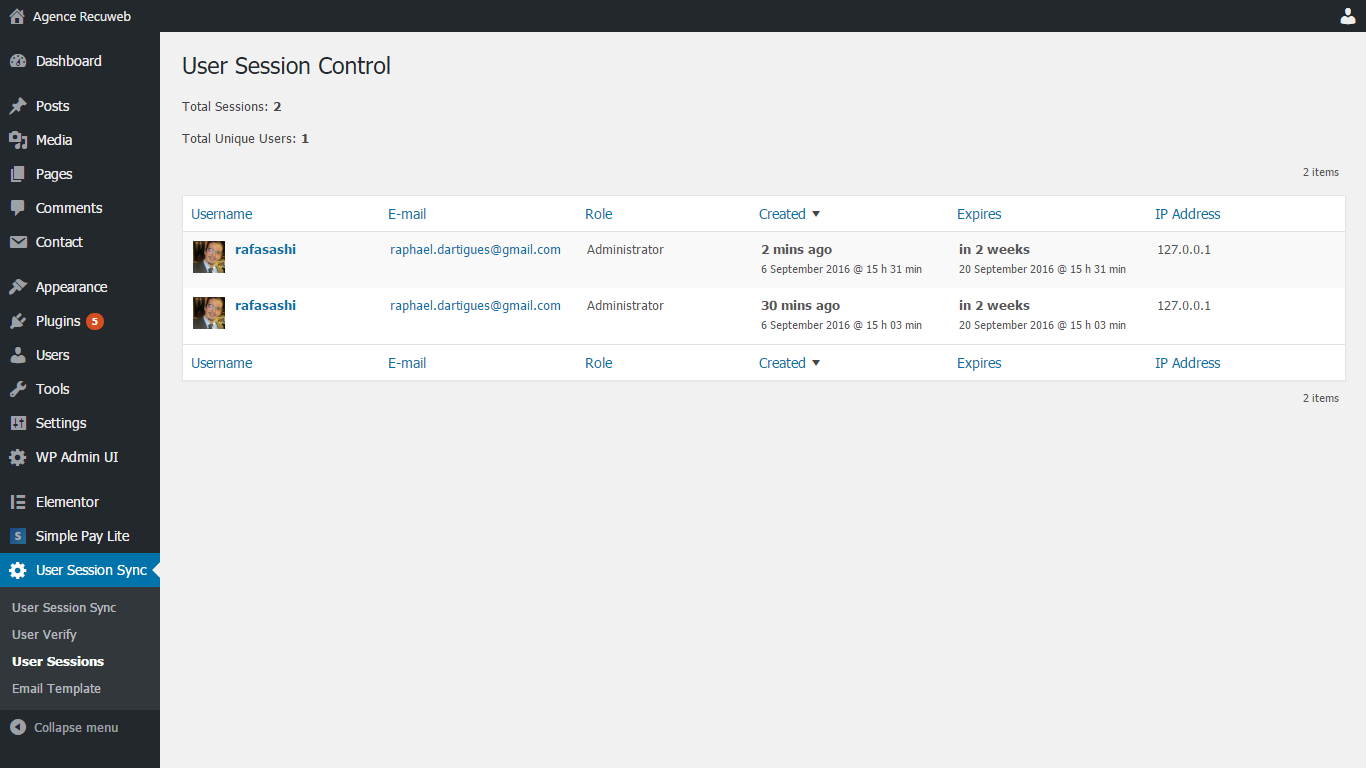 Agence Recuweb
Dashboard
Posts
Media
Pages
Comments
Contact
Appearance
Plugins 5
Users
Tools
Settings
WP Admin UI
Elementor
S Simple Pay Lite
User Session Sync
User Session Sync
User Verify
User Sessions
Email Template
Collapse menu
User Session Control
Total Sessions: 2
Total Unique Users: 1
2 items
Username E-mail Role Created Expires IP Address
rafasashi raphael.dartigues@gmail.com Administrator 2 mins ago in 2 weeks 127.0.0.1
6 September 2016 @ 15 h 31 min 20 September 2016 @ 15 h 31 min
rafasashi raphael.dartigues@gmail.com Administrator 30 mins ago in 2 weeks 127.0.0.1
6 September 2016 @ 15 h 03 min 20 September 2016 @ 15 h 03 min
Username E-mail Role Created Expires IP Address
2 items